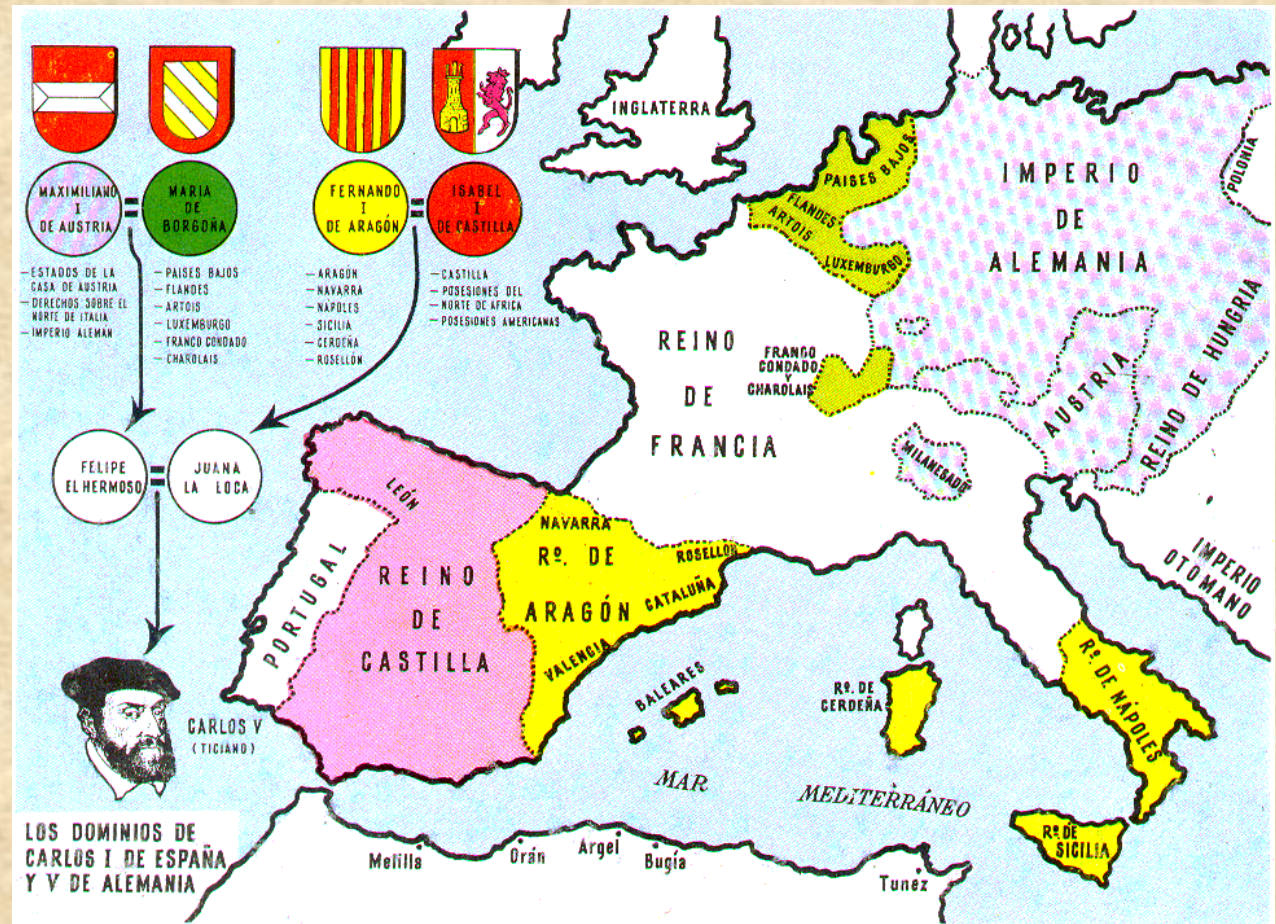 MAXIMILIANO
I
DE AUSTRIA
MARIA
DE
BORGOÑA
FERNANDO
I
DE ARAGÓN
ISABEL
I
DE CASTILLA
—ESTADOS DE LA
CASA DE AUSTRIA
—DERECHOS SOBRE EL
NORTE DE ITALIA
—IMPERIO ALEMAN
—PAISES BAJOS
—FLANDES
—ARTOIS
—LUXEMBURGO
—FRANCO CONDADO
—CHAROLAIS
—ARAGÓN
—NAVARRA
—NÁPOLES
—SICILIA
—CERDEÑA
—ROSELLÓN
—CASTILLA
—POSESIONES DEL
NORTE DE AFRICA
—POSESIONES AMERICANAS
FELIPE
EL HERMOSO
JUANA
LA LOCA
CARLOS V
(TICIANO)
LOS DOMINIOS DE
CARLOS I DE ESPAÑA
Y V DE ALEMANIA
INGLATERRA
PAISES BAJOS
FLANDES
ARTOIS
LUXEMBURGO
IMPERIO
DE
ALEMANIA
POLONIA
REINO
DE
FRANCIA
FRANCO
CONDADO
Y
CHAROLAIS
AUSTRIA
REINO DE HUNGRIA
MILANESADO
IMPERIO
OTOMANO
LEÓN
PORTUGAL
REINO
DE
CASTILLA
NAVARRA
Rº. DE
ARAGÓN
ROSELLON
CATALUÑA
VALENCIA
BALEARES
Rº. DE
CERDEÑA
Rº. DE NÁPOLES
Rº. DE
SICILIA
MAR
MEDITERRÁNEO
Melilla
Orán
Argel
Bugía
Tunez